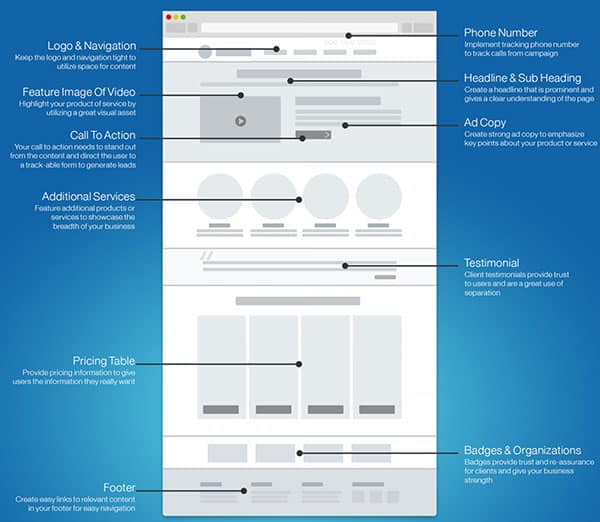 Phone Number
Implement tracking phone number
to track calls from campaign
Logo & Navigation
Keep the logo and navigation tight to
utilize space for content
Headline & Sub Heading
Create a headline that is prominent and
gives a clear understanding of the page
Feature Image Of Video
Highlight your product of service by
utilizing a great visual asset
Ad Copy
Create strong ad copy to emphasize
key points about your product or service
Call To Action
Your call to action needs to stand out
from the content and direct the user to
a track-able form to generate leads
Additional Services
Feature additional products or
services to showcase the
breadth of your business
Testimonial
Client testimonials provide trust
to users and are a great use of
separation
Pricing Table
Provide pricing information to give
users the information they really want
Badges & Organizations
Badges provide trust and re-assurance
for clients and give your business
strength
Footer
Create easy links to relevant content
in your footer for easy navigation